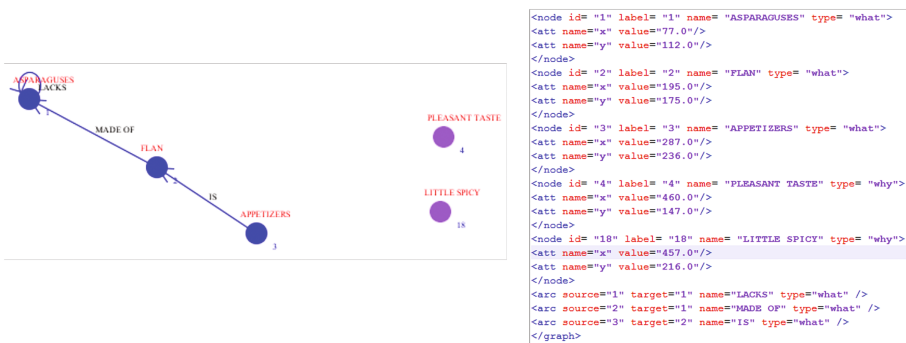 ASPARAGUSES
LACKS
1
MADE OF
FLAN
2
IS
APPETIZERS
3
PLEASANT TASTE
4
LITTLE SPICY
18
<node id= "1" label= "1" name= "ASPARAGUSES" type= "what">
<att name="x" value="77.0"/>
<att name="y" value="112.0"/>
</node>
<node id= "2" label= "2" name= "FLAN" type= "what">
<att name="x" value="195.0"/>
<att name="y" value="175.0"/>
</node>
<node id= "3" label= "3" name= "APPETIZERS" type= "what">
<att name="x" value="287.0"/>
<att name="y" value="236.0"/>
</node>
<node id= "4" label= "4" name= "PLEASANT TASTE" type= "why">
<att name="x" value="460.0"/>
<att name="y" value="147.0"/>
</node>
<node id= "18" label= "18" name= "LITTLE SPICY" type= "why">
<att name="x" value="457.0"/>
<att name="y" value="216.0"/>
</node>
<arc source="1" target="1" name="LACKS" type="what" />
<arc source="2" target="1" name="MADE OF" type="what" />
<arc source="3" target="2" name="IS" type="what" />
</graph>